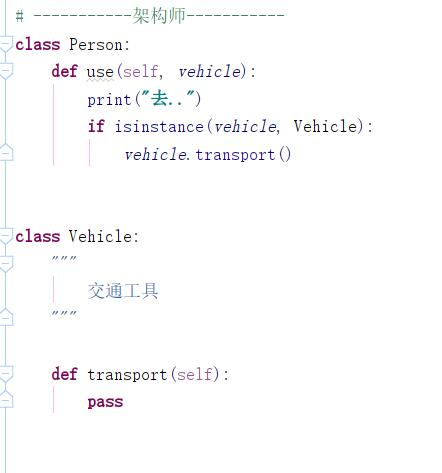 # -----------架构师-----------
class Person:
    def use(self, vehicle):
        print("去..")
        if isinstance(vehicle, Vehicle):
            vehicle.transport()
class Vehicle:
    """
        交通工具
    """
    def transport(self):
        pass